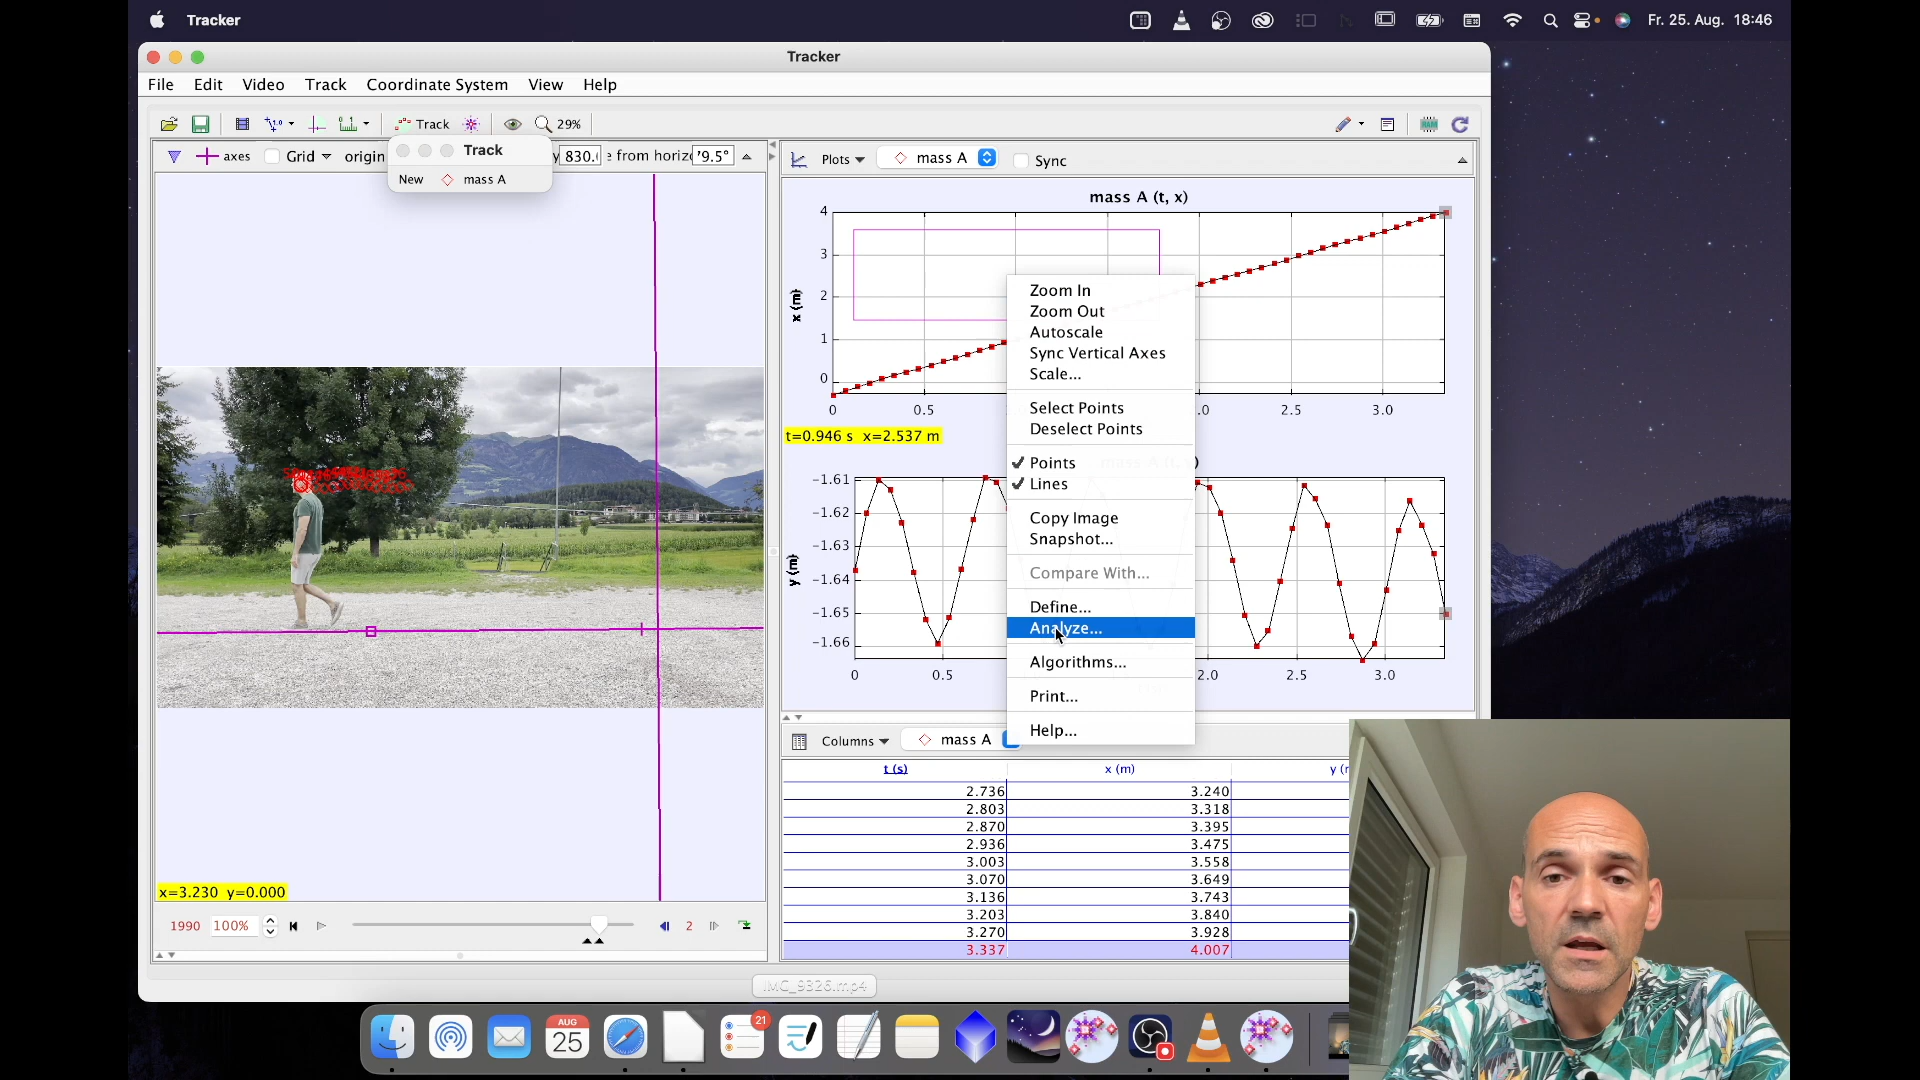 Tracker
Fr. 25. Aug. 18:46
Tracker
File Edit Video Track Coordinate System View Help
Track
29%
axes
Grid
origin
830.(
e from horiz
'9.5°
Track
New
mass A
Plots
mass A
Sync
mass A (t, x)
x (m)
4
3
2
1
0
0
0.5
.0
2.5
3.0
t=0.946 s x=2.537 m
Zoom In
Zoom Out
Autoscale
Sync Vertical Axes
Scale...
Select Points
Deselect Points
Points
Lines
Copy Image
Snapshot...
Compare With...
Define...
Analyze...
Algorithms...
Print...
Help...
y (m)
-1.61
-1.62
-1.63
-1.64
-1.65
-1.66
0
0.5
2.0
2.5
3.0
Columns
mass A
t (s)
x (m)
2.736 3.240
2.803 3.318
2.870 3.395
2.936 3.475
3.003 3.558
3.070 3.649
3.136 3.743
3.203 3.840
3.270 3.928
3.337 4.007
x=3.230 y=0.000
1990
100%
2
IMG_9326.mp4
AUG
25
21